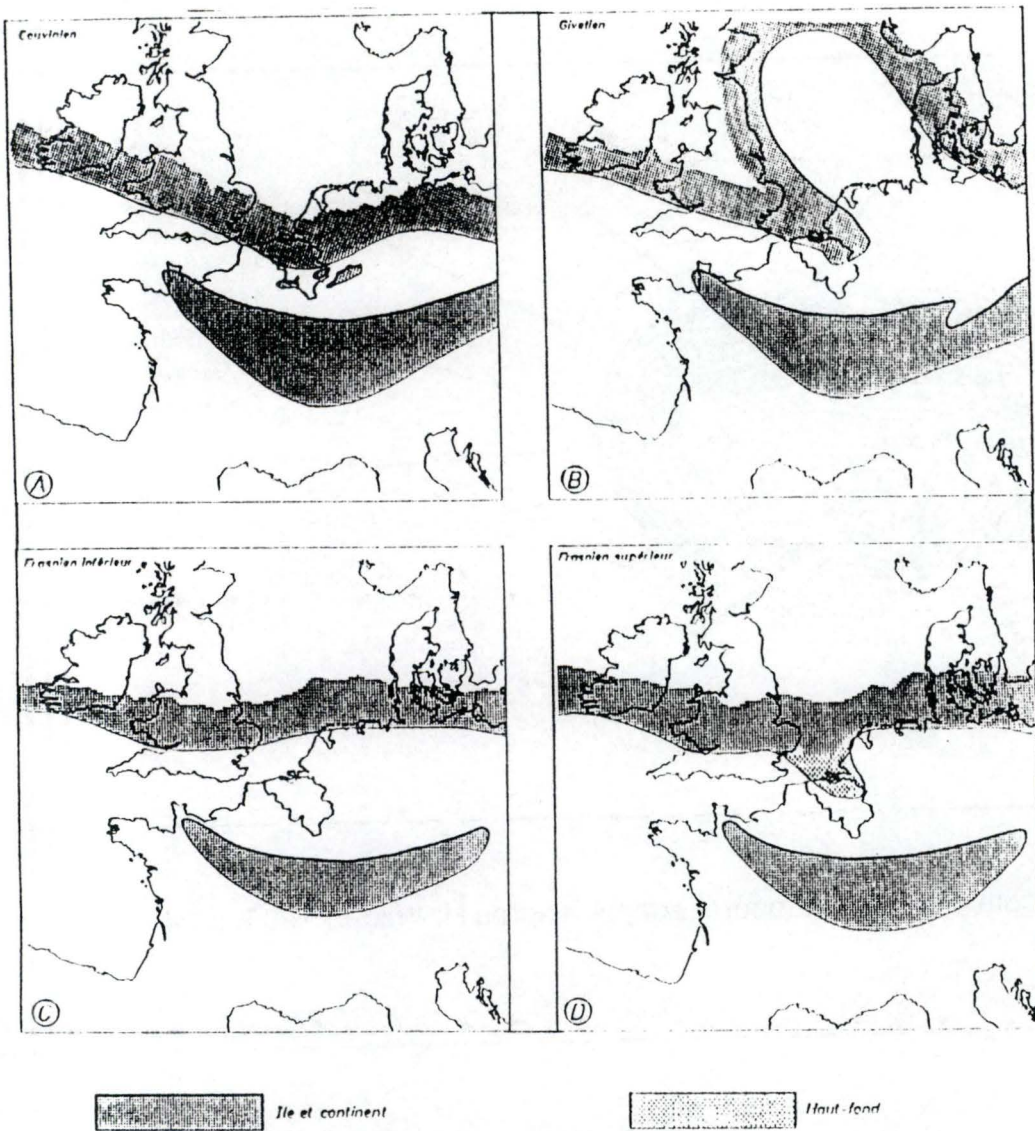 Couvinien
Givetien
A
B
Frasnien inférieur
Frasnien supérieur
C
D
Ile et continent
Haut-fond